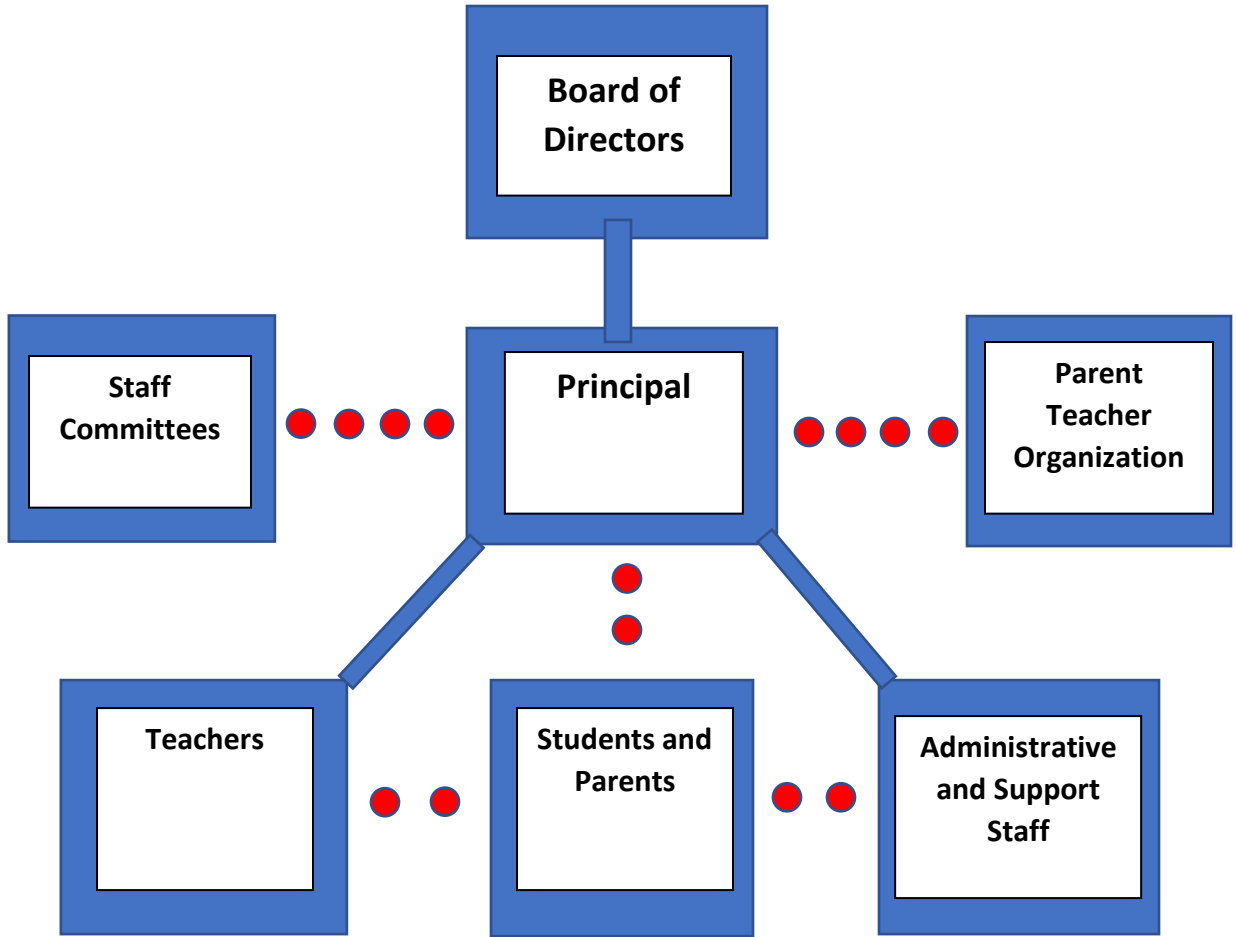 Board of
Directors
Staff
Committees
Principal
Parent
Teacher
Organization
Teachers
Students and
Parents
Administrative
and Support
Staff